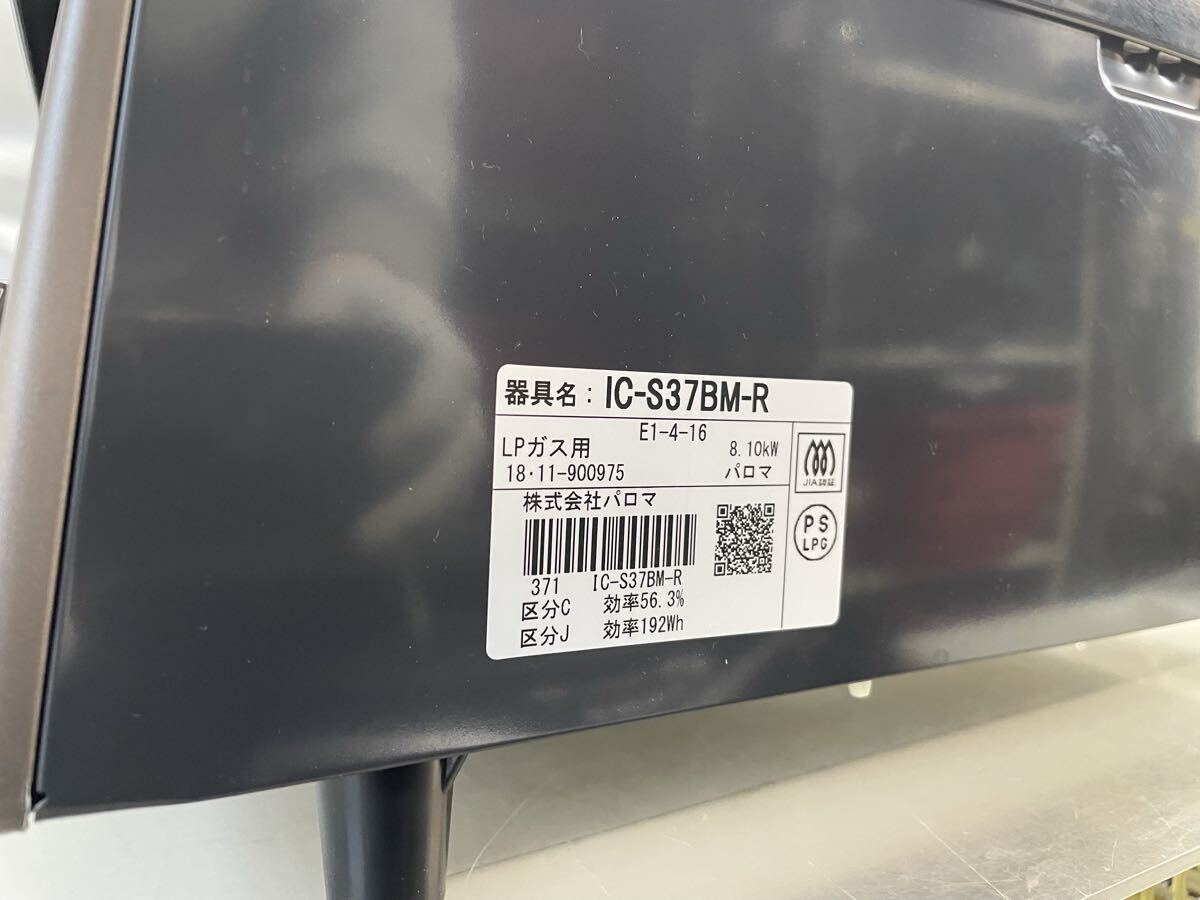 器具名：IC-S37BM-R
E1-4-16
LPガス用 8.10kW
18・11-900975 パロマ
JIA認証
PS
LPG
株式会社パロマ
371 IC-S37BM-R
区分C 効率56.3%
区分J 効率192Wh